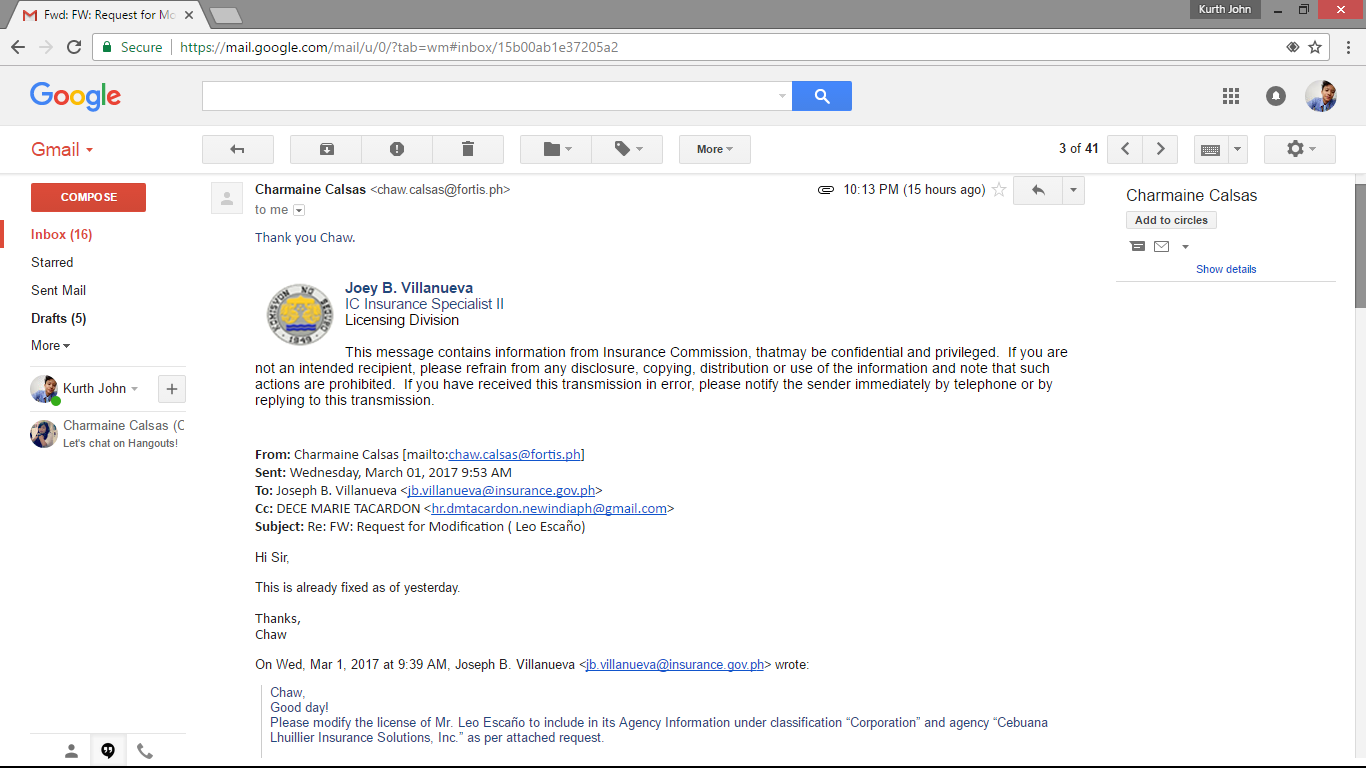 Fwd: FW: Request for Mo
Kurth John
Secure
https://mail.google.com/mail/u/0/?tab=wm#inbox/15b00ab1e37205a2
Google
Gmail
More
3 of 41
COMPOSE
Inbox (16)
Starred
Sent Mail
Drafts (5)
More
Kurth John
Charmaine Calsas (C
Let's chat on Hangouts!
Charmaine Calsas <chaw.calsas@fortis.ph>
10:13 PM (15 hours ago)
to me
Thank you Chaw.
KOMISYON NG SEGURO
1949
Joey B. Villanueva
IC Insurance Specialist II
Licensing Division
This message contains information from Insurance Commission, thatmay be confidential and privileged.  If you are
not an intended recipient, please refrain from any disclosure, copying, distribution or use of the information and note that such
actions are prohibited.  If you have received this transmission in error, please notify the sender immediately by telephone or by
replying to this transmission.
From: Charmaine Calsas [mailto:chaw.calsas@fortis.ph]
Sent: Wednesday, March 01, 2017 9:53 AM
To: Joseph B. Villanueva <jb.villanueva@insurance.gov.ph>
Cc: DECE MARIE TACARDON <hr.dmtacardon.newindiaph@gmail.com>
Subject: Re: FW: Request for Modification ( Leo Escaño)
Hi Sir,
This is already fixed as of yesterday.
Thanks,
Chaw
On Wed, Mar 1, 2017 at 9:39 AM, Joseph B. Villanueva <jb.villanueva@insurance.gov.ph> wrote:
Chaw,
Good day!
Please modify the license of Mr. Leo Escaño to include in its Agency Information under classification “Corporation” and agency “Cebuana
Lhuillier Insurance Solutions, Inc.” as per attached request.
Charmaine Calsas
Add to circles
Show details